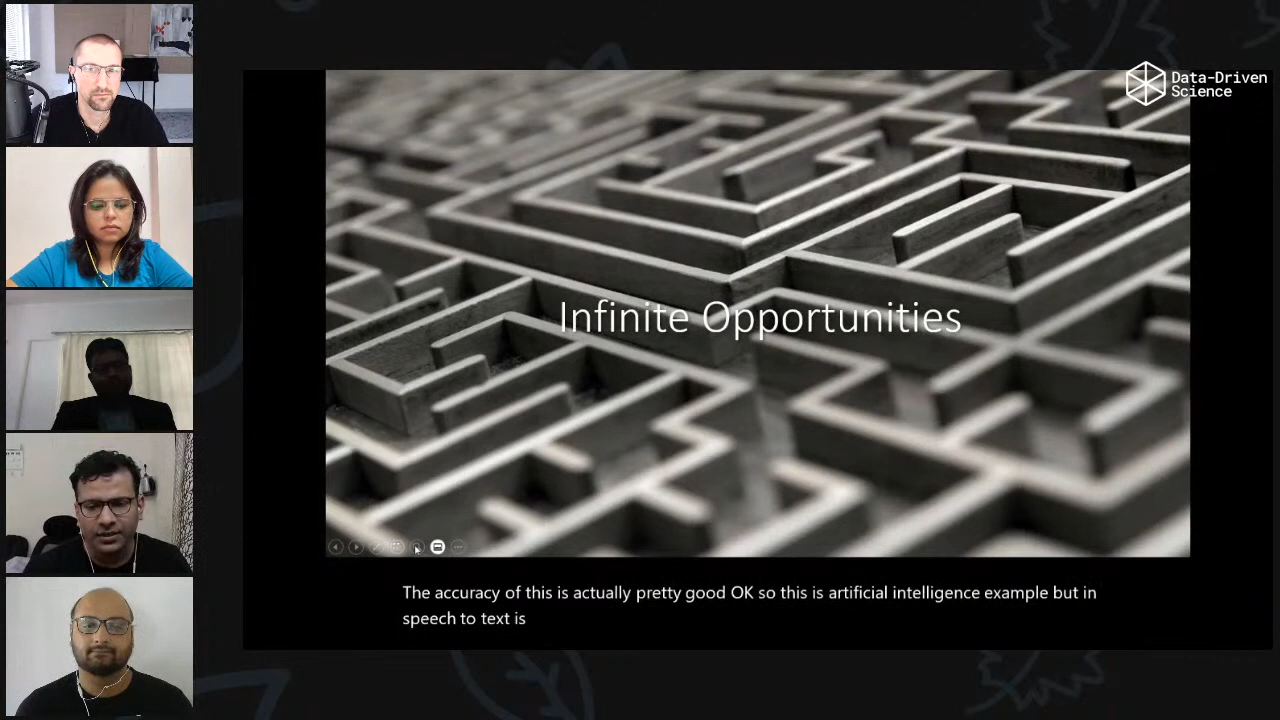 Data-Driven
Science
Infinite Opportunities
The accuracy of this is actually pretty good OK so this is artificial intelligence example but in
speech to text is